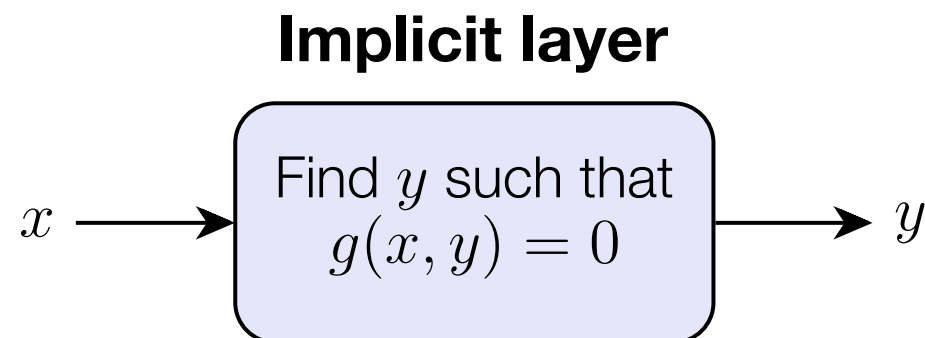 Implicit layer
Find y such that
x
g(x, y) = 0
y